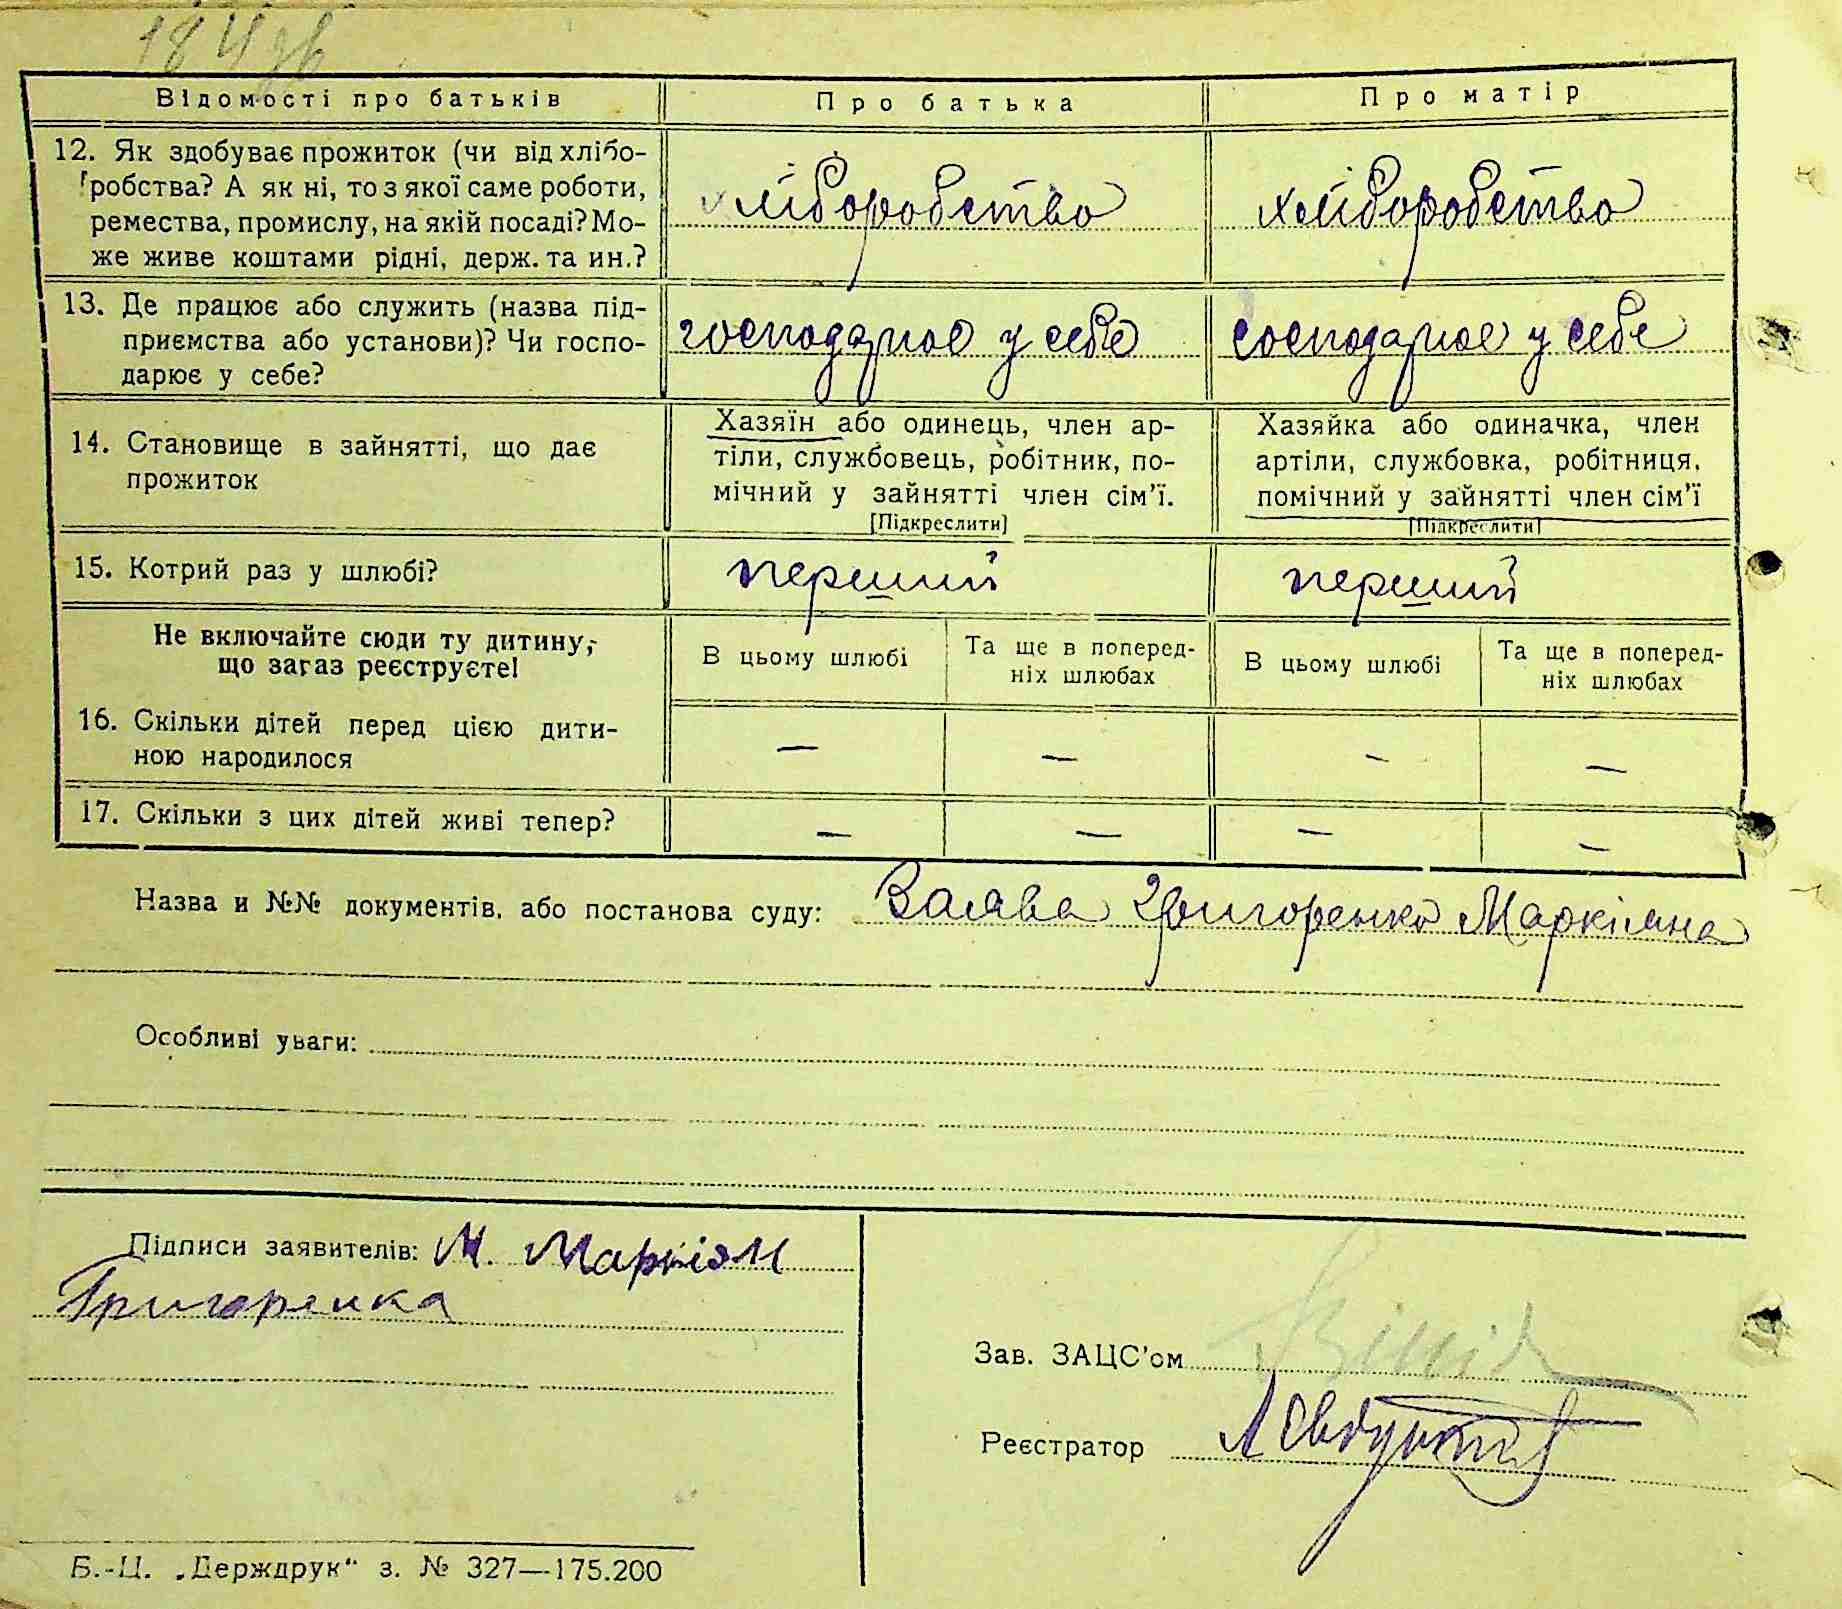 184 зв
Відомості про батьків
Про батька
Про матір
12. Як здобуває прожиток (чи від хлібо-
робства? А як ні, то з якої саме роботи,
ремества, промислу, на якій посаді? Мо-
же живе коштами рідні, держ. та ин.?
хліборобство
хліборобство
13. Де працює або служить (назва під-
приємства або установи)? Чи госпо-
дарює у себе?
господарює у себе
господарює у себе
14. Становище в зайнятті, що дає
прожиток
Хазяїн або одинець, член ар-
тіли, службовець, робітник, по-
мічний у зайнятті член сім'ї.
[Підкреслити]
Хазяйка або одиначка, член
артіли, службовка, робітниця,
помічний у зайнятті член сім'ї
[Підкреслити]
15. Котрий раз у шлюбі?
перший
перший
Не включайте сюди ту дитину,
що зараз реєструєте!
В цьому шлюбі
Та ще в поперед-
ніх шлюбах
В цьому шлюбі
Та ще в поперед-
ніх шлюбах
16. Скільки дітей перед цією дити-
ною народилося
— — — —
17. Скільки з цих дітей живі тепер?
— — — —
Назва и №№ документів, або постанова суду: Заява Григоренко Маркіяна
Особливі уваги:
Підписи заявителів: М. Маркіян
Григоренка
Зав. ЗАЦС'ом
Реєстратор
Б.-Ц. „Держдрук“ з. № 327—175.200